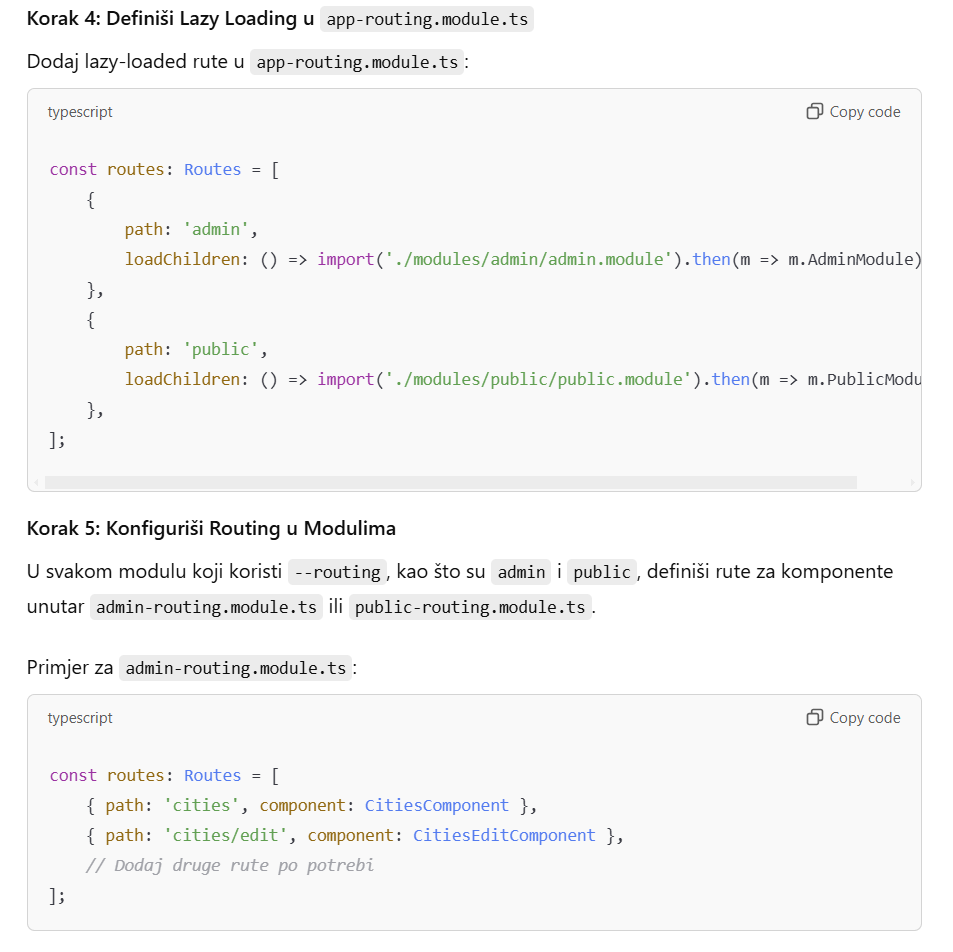 Korak 4: Definiši Lazy Loading u app-routing.module.ts
Dodaj lazy-loaded rute u app-routing.module.ts:
typescript
Copy code
const routes: Routes = [
    {
        path: 'admin',
        loadChildren: () => import('./modules/admin/admin.module').then(m => m.AdminModule)
    },
    {
        path: 'public',
        loadChildren: () => import('./modules/public/public.module').then(m => m.PublicModu
    },
];
Korak 5: Konfiguriši Routing u Modulima
U svakom modulu koji koristi --routing, kao što su admin i public, definiši rute za komponente
unutar admin-routing.module.ts ili public-routing.module.ts.
Primjer za admin-routing.module.ts:
typescript
Copy code
const routes: Routes = [
    { path: 'cities', component: CitiesComponent },
    { path: 'cities/edit', component: CitiesEditComponent },
    // Dodaj druge rute po potrebi
];